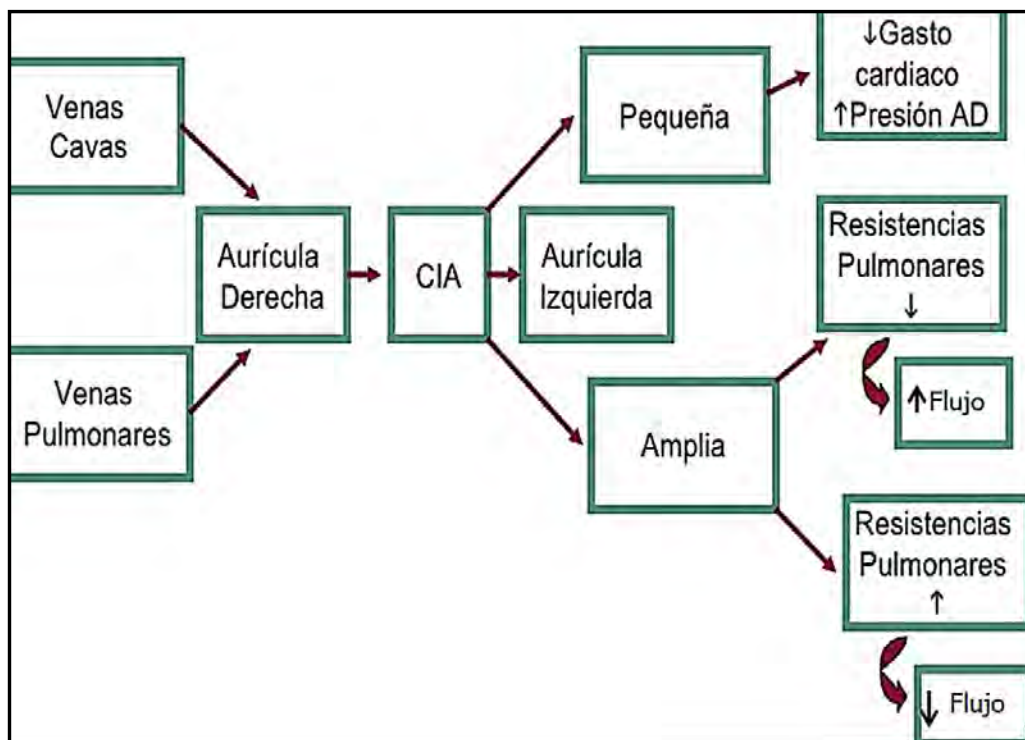 Venas
Cavas
Venas
Pulmonares
Aurícula
Derecha
CIA
Pequeña
Aurícula
Izquierda
Amplia
↓Gasto
cardiaco
↑Presión AD
Resistencias
Pulmonares
↓
↑Flujo
Resistencias
Pulmonares
↑
↓ Flujo